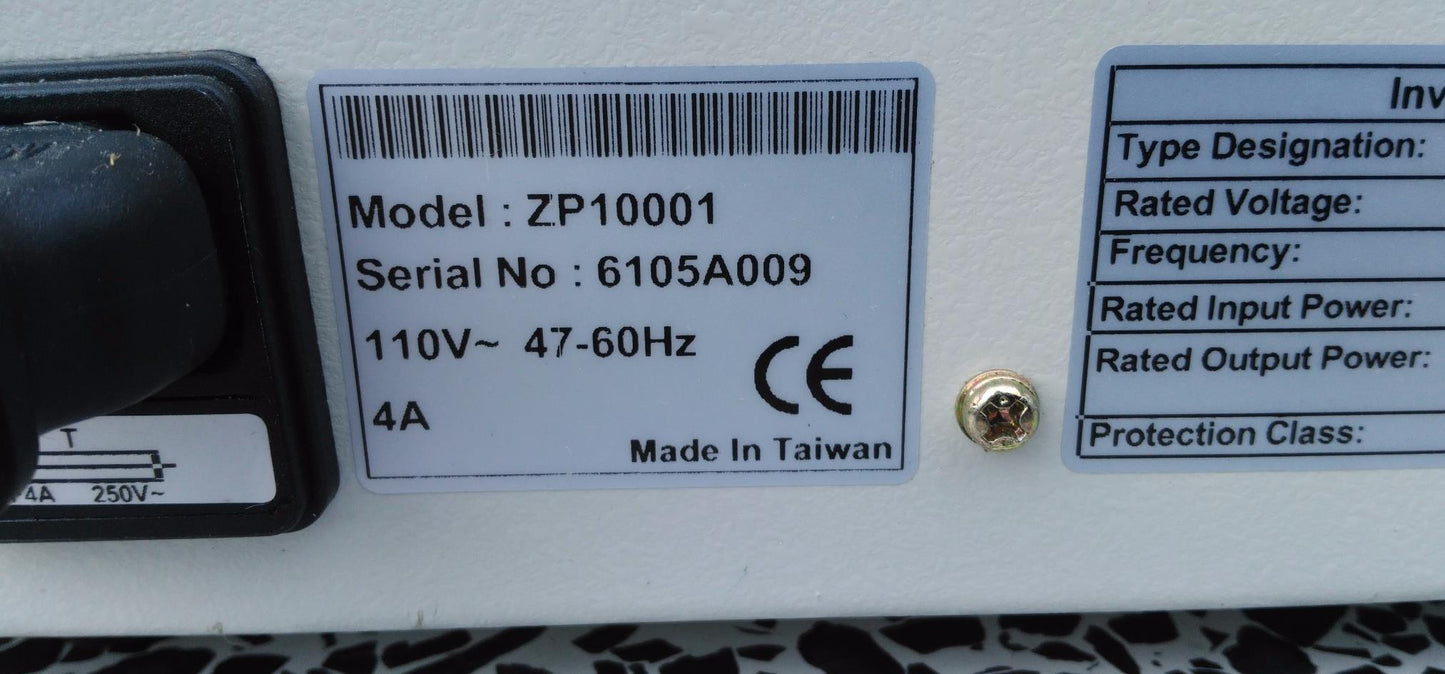 Model : ZP10001
Serial No : 6105A009
110V~ 47-60Hz
4A
CE
Made In Taiwan
T
4A 250V~
Inv
Type Designation:
Rated Voltage:
Frequency:
Rated Input Power:
Rated Output Power:
Protection Class: